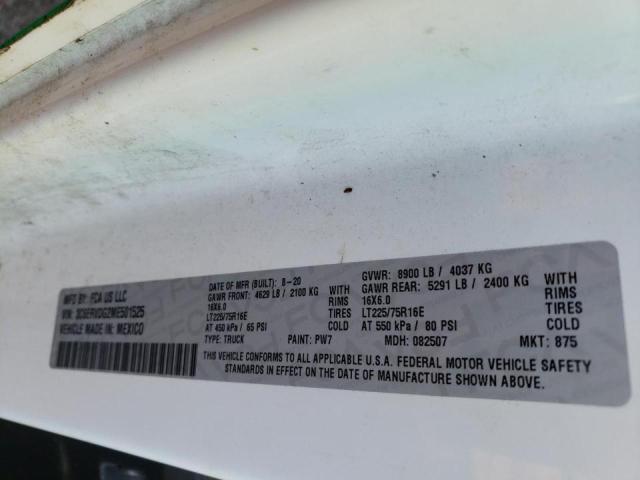 MFD BY: FCA US LLC
DATE OF MFR (BUILT): 8-20
GVWR: 8900 LB / 4037 KG
GAWR FRONT: 4629 LB / 2100 KG
WITH
GAWR REAR: 5291 LB / 2400 KG
WITH
16X6.0
RIMS
16X6.0
RIMS
VEHICLE MADE IN: MEXICO
LT225/75R16E
TIRES
LT225/75R16E
TIRES
AT 450 kPa / 65 PSI
COLD
AT 550 kPa / 80 PSI
COLD
TYPE: TRUCK
PAINT: PW7
MDH: 082507
MKT: 875
THIS VEHICLE CONFORMS TO ALL APPLICABLE U.S.A. FEDERAL MOTOR VEHICLE SAFETY
STANDARDS IN EFFECT ON THE DATE OF MANUFACTURE SHOWN ABOVE.